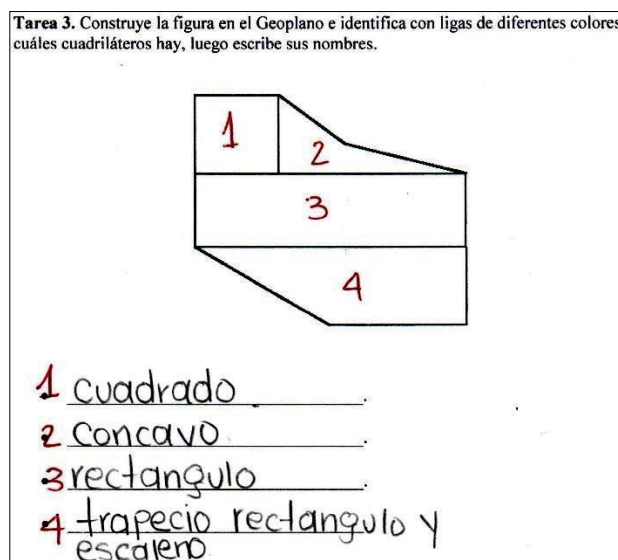 Tarea 3. Construye la figura en el Geoplano e identifica con ligas de diferentes colores
cuáles cuadriláteros hay, luego escribe sus nombres.
1
2
3
4
1 cuadrado.
2 concavo.
3 rectangulo.
4 trapecio rectangulo y
escaleno